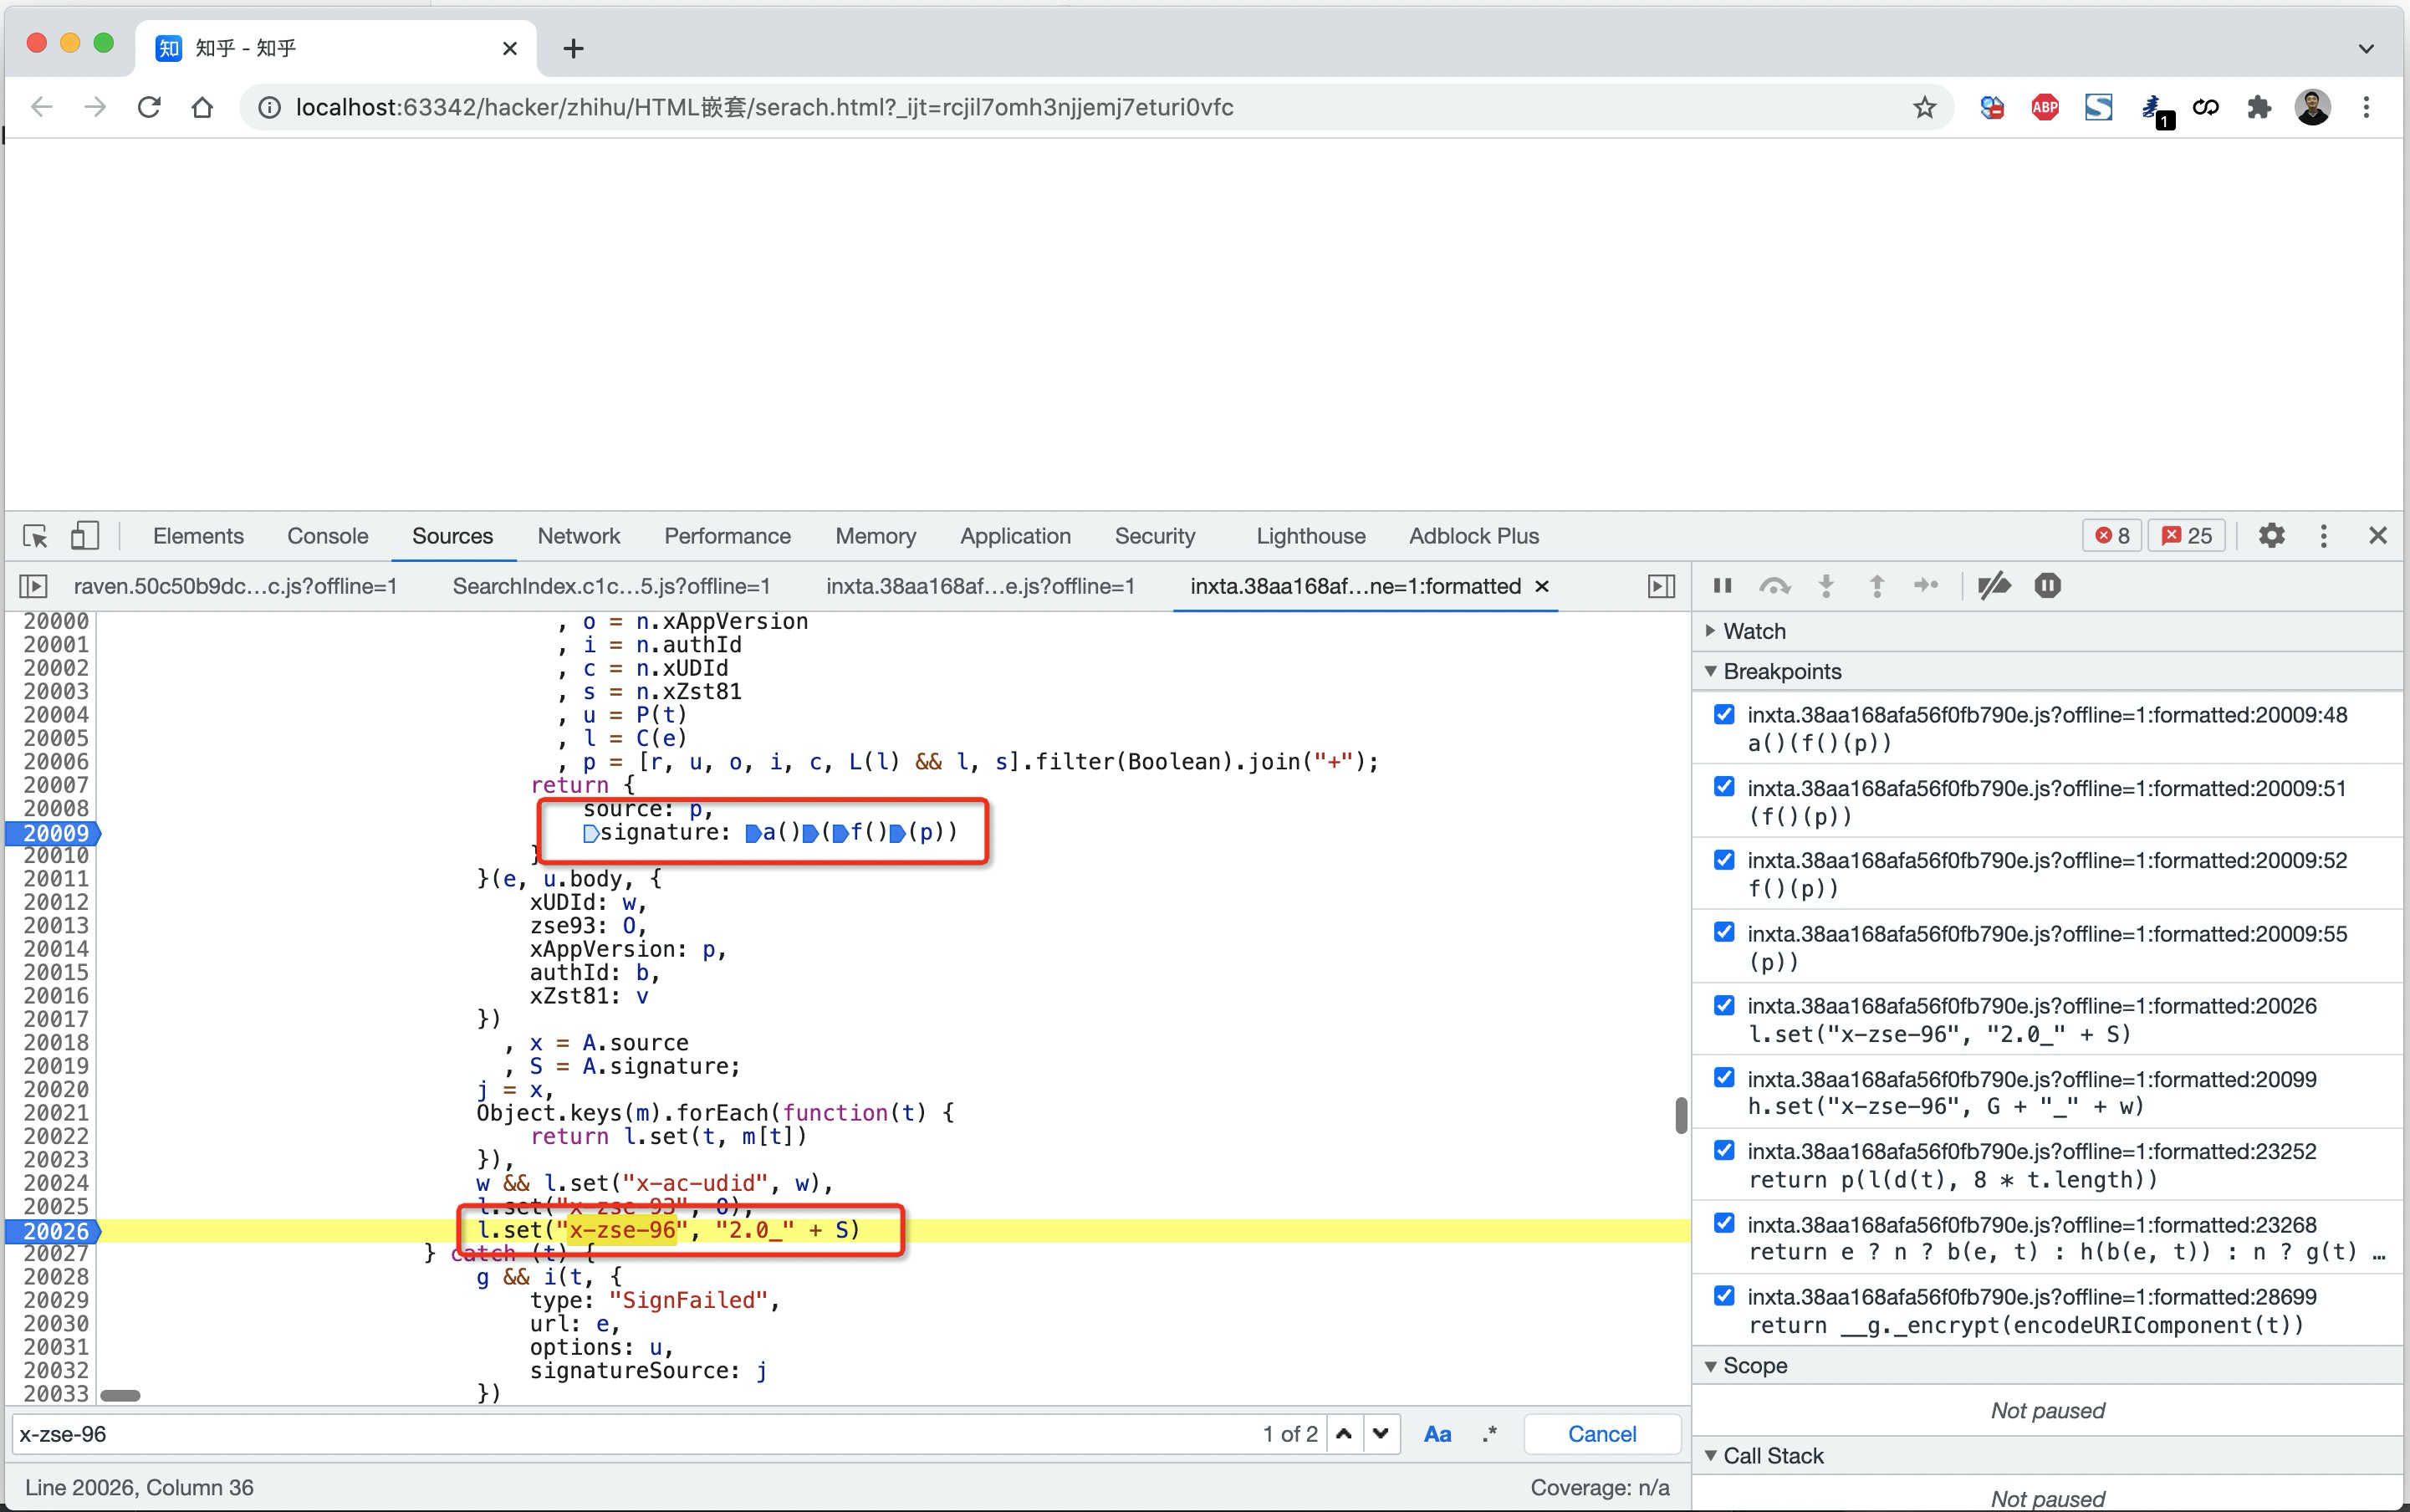 知 知乎 - 知乎
localhost:63342/hacker/zhihu/HTML嵌套/serach.html?_ijt=rcjil7omh3njjemj7eturi0vfc
ABP
1
Elements Console Sources Network Performance Memory Application Security Lighthouse Adblock Plus 8 25
raven.50c50b9dc…c.js?offline=1 SearchIndex.c1c…5.js?offline=1 inxta.38aa168af…e.js?offline=1 inxta.38aa168af…ne=1:formatted
20000 , o = n.xAppVersion
20001 , i = n.authId
20002 , c = n.xUDId
20003 , s = n.xZst81
20004 , u = P(t)
20005 , l = C(e)
20006 , p = [r, u, o, i, c, L(l) && l, s].filter(Boolean).join("+");
20007 return {
20008 source: p,
20009 signature: a()(f()(p))
20010 }
20011 }(e, u.body, {
20012 xUDId: w,
20013 zse93: O,
20014 xAppVersion: p,
20015 authId: b,
20016 xZst81: v
20017 })
20018 , x = A.source
20019 , S = A.signature;
20020 j = x,
20021 Object.keys(m).forEach(function(t) {
20022 return l.set(t, m[t])
20023 }),
20024 w && l.set("x-ac-udid", w),
20025 l.set("x-zse-93", O),
20026 l.set("x-zse-96", "2.0_" + S)
20027 } catch (t) {
20028 g && i(t, {
20029 type: "SignFailed",
20030 url: e,
20031 options: u,
20032 signatureSource: j
20033 })
x-zse-96 1 of 2 Aa .* Cancel
Line 20026, Column 36 Coverage: n/a
Watch
Breakpoints
inxta.38aa168afa56f0fb790e.js?offline=1:formatted:20009:48
a()(f()(p))
inxta.38aa168afa56f0fb790e.js?offline=1:formatted:20009:51
(f()(p))
inxta.38aa168afa56f0fb790e.js?offline=1:formatted:20009:52
f()(p))
inxta.38aa168afa56f0fb790e.js?offline=1:formatted:20009:55
(p))
inxta.38aa168afa56f0fb790e.js?offline=1:formatted:20026
l.set("x-zse-96", "2.0_" + S)
inxta.38aa168afa56f0fb790e.js?offline=1:formatted:20099
h.set("x-zse-96", G + "_" + w)
inxta.38aa168afa56f0fb790e.js?offline=1:formatted:23252
return p(l(d(t), 8 * t.length))
inxta.38aa168afa56f0fb790e.js?offline=1:formatted:23268
return e ? n ? b(e, t) : h(b(e, t)) : n ? g(t) …
inxta.38aa168afa56f0fb790e.js?offline=1:formatted:28699
return __g._encrypt(encodeURIComponent(t))
Scope
Not paused
Call Stack
Not paused